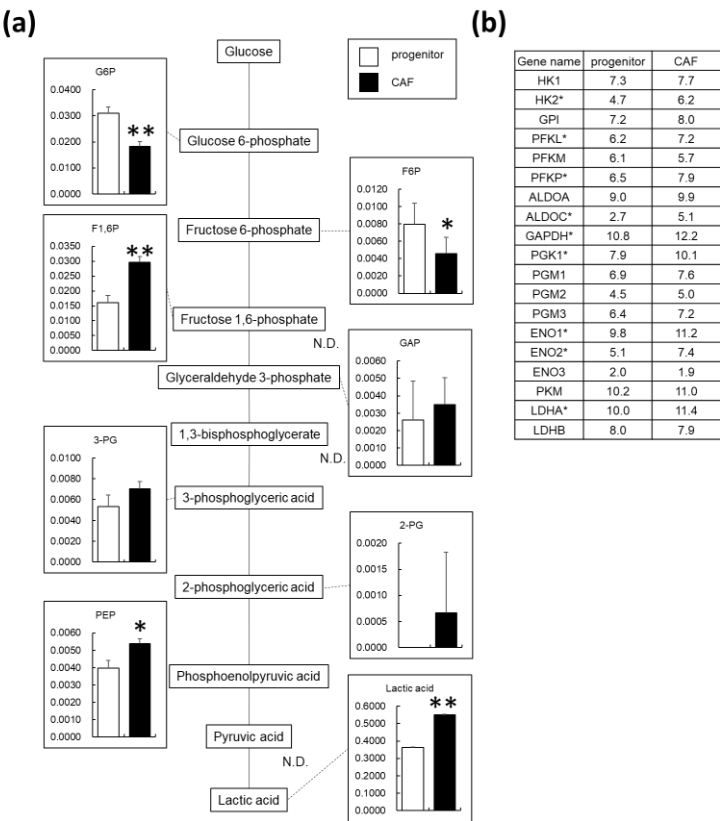 (a)
(b)
Glucose
progenitor
CAF
G6P
0.0400
0.0300
0.0200
0.0100
0.0000
**
Glucose 6-phosphate
F6P
0.0120
0.0100
0.0080
0.0060
0.0040
0.0020
0.0000
*
Fructose 6-phosphate
F1,6P
0.0350
0.0300
0.0250
0.0200
0.0150
0.0100
0.0050
0.0000
**
Fructose 1,6-phosphate
N.D.
GAP
0.0060
0.0050
0.0040
0.0030
0.0020
0.0010
0.0000
Glyceraldehyde 3-phosphate
1,3-bisphosphoglycerate
N.D.
3-PG
0.0100
0.0080
0.0060
0.0040
0.0020
0.0000
3-phosphoglyceric acid
2-PG
0.0020
0.0015
0.0010
0.0005
0.0000
2-phosphoglyceric acid
PEP
0.0060
0.0050
0.0040
0.0030
0.0020
0.0010
0.0000
*
Phosphoenolpyruvic acid
Lactic acid
0.6000
0.5000
0.4000
0.3000
0.2000
0.1000
0.0000
**
Pyruvic acid
N.D.
Lactic acid
Gene name progenitor CAF
HK1 7.3 7.7
HK2* 4.7 6.2
GPI 7.2 8.0
PFKL* 6.2 7.2
PFKM 6.1 5.7
PFKP* 6.5 7.9
ALDOA 9.0 9.9
ALDOC* 2.7 5.1
GAPDH* 10.8 12.2
PGK1* 7.9 10.1
PGM1 6.9 7.6
PGM2 4.5 5.0
PGM3 6.4 7.2
ENO1* 9.8 11.2
ENO2* 5.1 7.4
ENO3 2.0 1.9
PKM 10.2 11.0
LDHA* 10.0 11.4
LDHB 8.0 7.9